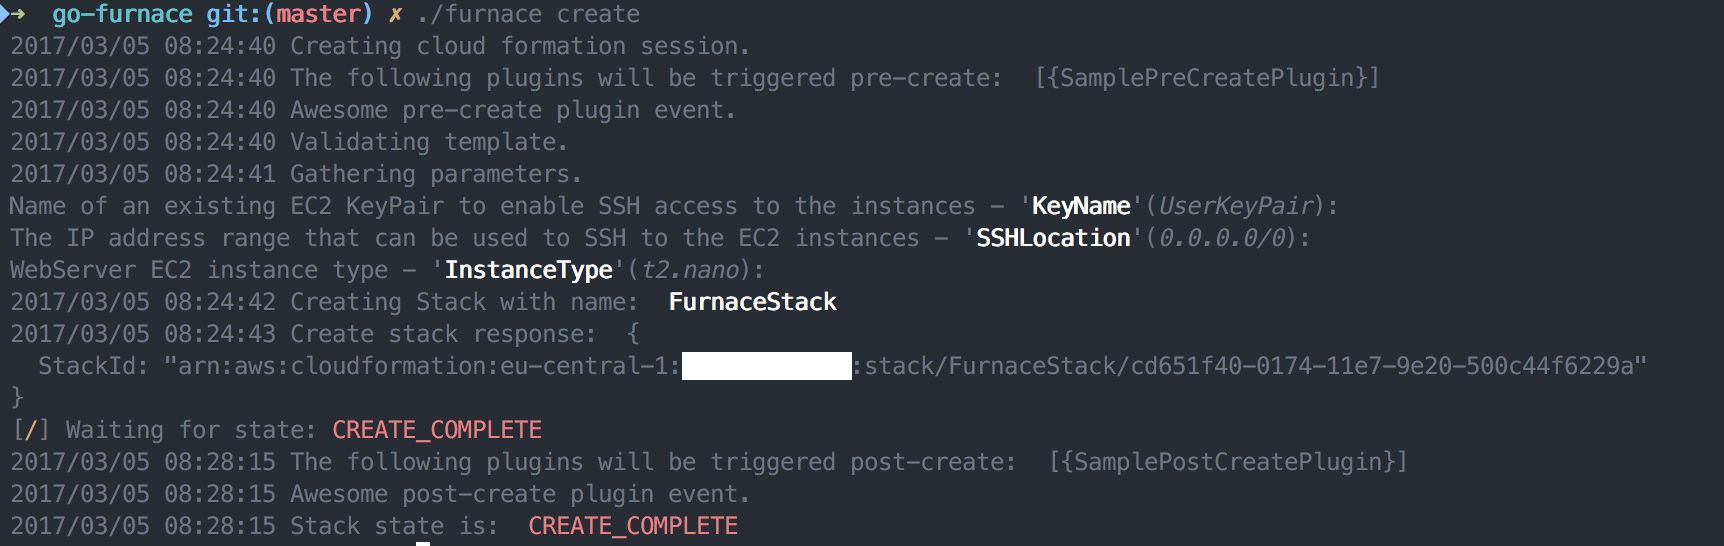 ➜ go-furnace git:(master) ✗ ./furnace create
2017/03/05 08:24:40 Creating cloud formation session.
2017/03/05 08:24:40 The following plugins will be triggered pre-create:  [{SamplePreCreatePlugin}]
2017/03/05 08:24:40 Awesome pre-create plugin event.
2017/03/05 08:24:40 Validating template.
2017/03/05 08:24:41 Gathering parameters.
Name of an existing EC2 KeyPair to enable SSH access to the instances - 'KeyName'(UserKeyPair):
The IP address range that can be used to SSH to the EC2 instances - 'SSHLocation'(0.0.0.0/0):
WebServer EC2 instance type - 'InstanceType'(t2.nano):
2017/03/05 08:24:42 Creating Stack with name:  FurnaceStack
2017/03/05 08:24:43 Create stack response:  {
  StackId: "arn:aws:cloudformation:eu-central-1: :stack/FurnaceStack/cd651f40-0174-11e7-9e20-500c44f6229a"
}
[/] Waiting for state: CREATE_COMPLETE
2017/03/05 08:28:15 The following plugins will be triggered post-create:  [{SamplePostCreatePlugin}]
2017/03/05 08:28:15 Awesome post-create plugin event.
2017/03/05 08:28:15 Stack state is:  CREATE_COMPLETE